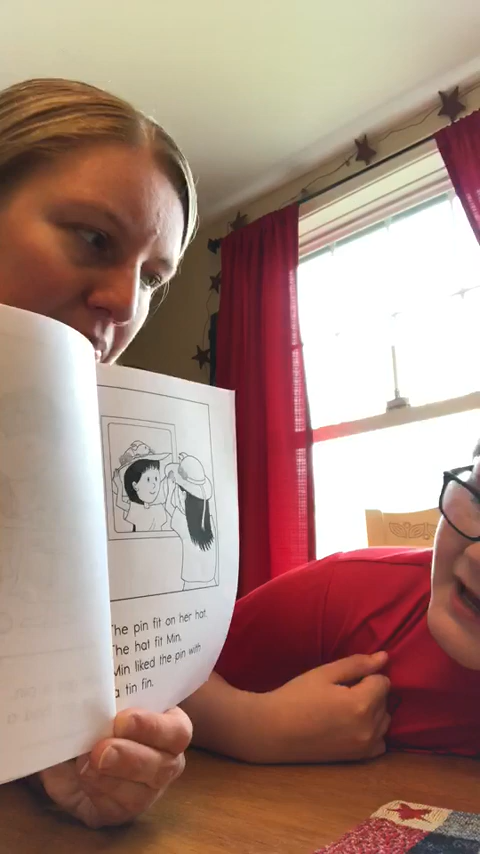 The pin fit on her hat.
The hat fit Min.
Min liked the pin with
a tin fin.